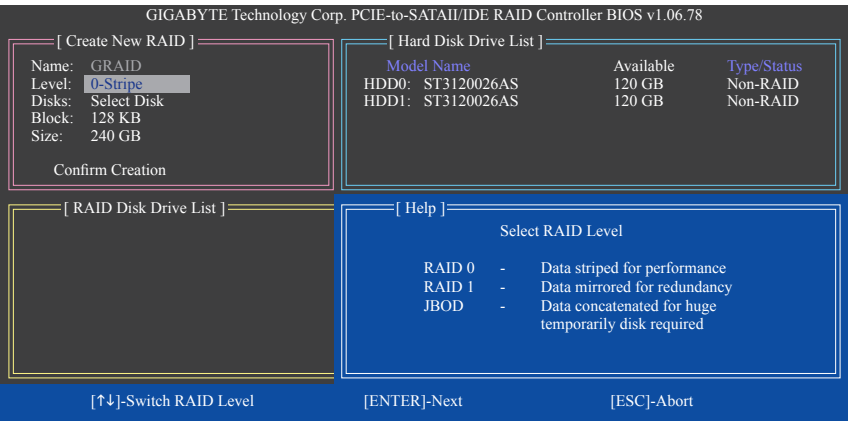 GIGABYTE Technology Corp. PCIE-to-SATAII/IDE RAID Controller BIOS v1.06.78
[ Create New RAID ]
Name: GRAID
Level: 0-Stripe
Disks: Select Disk
Block: 128 KB
Size: 240 GB
Confirm Creation
[ Hard Disk Drive List ]
Model Name Available Type/Status
HDD0: ST3120026AS 120 GB Non-RAID
HDD1: ST3120026AS 120 GB Non-RAID
[ RAID Disk Drive List ]
[ Help ]
Select RAID Level
RAID 0 - Data striped for performance
RAID 1 - Data mirrored for redundancy
JBOD - Data concatenated for huge
temporarily disk required
[↑↓]-Switch RAID Level [ENTER]-Next [ESC]-Abort